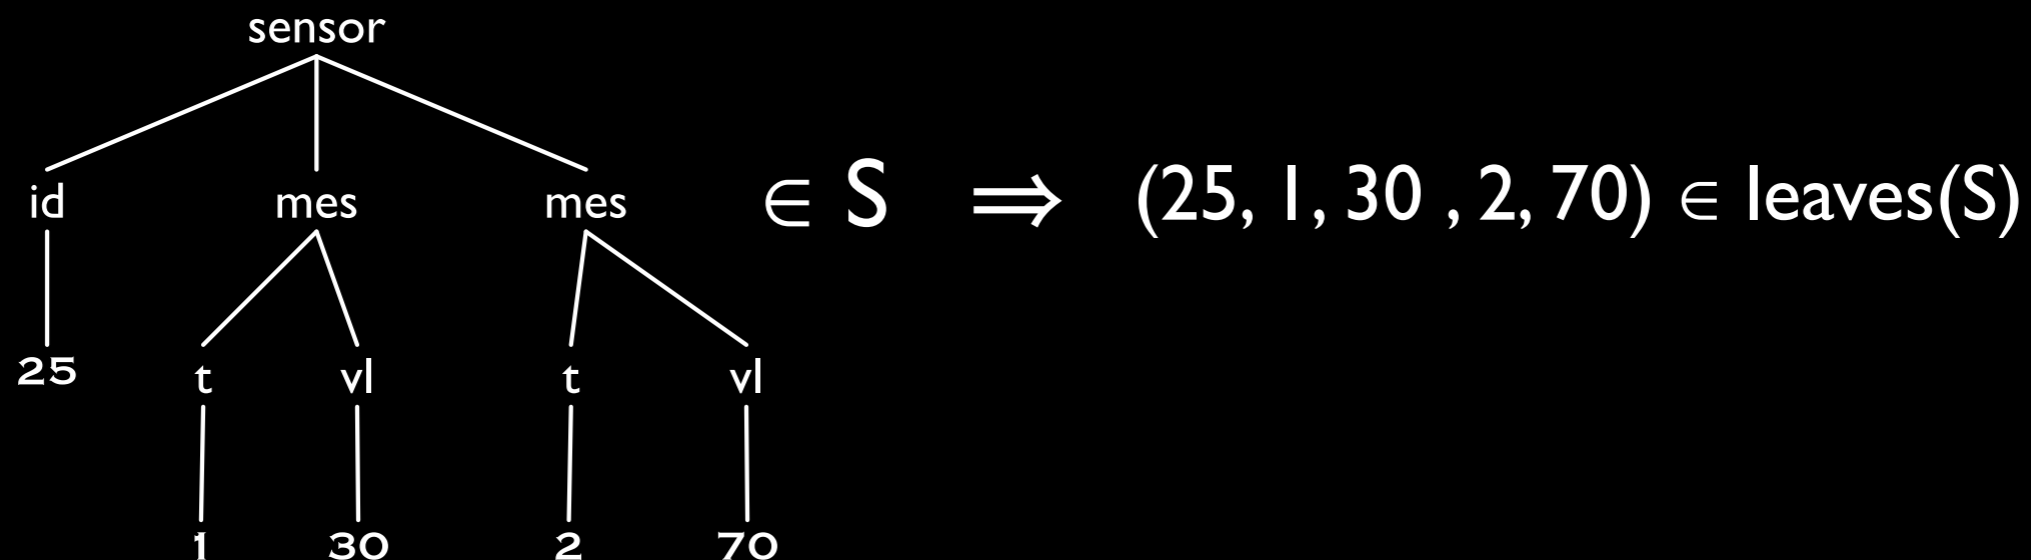 sensor
id mes mes ∈ S ⇒ (25, 1, 30 , 2, 70) ∈ leaves(S)
25 t vl t vl
1 30 2 70